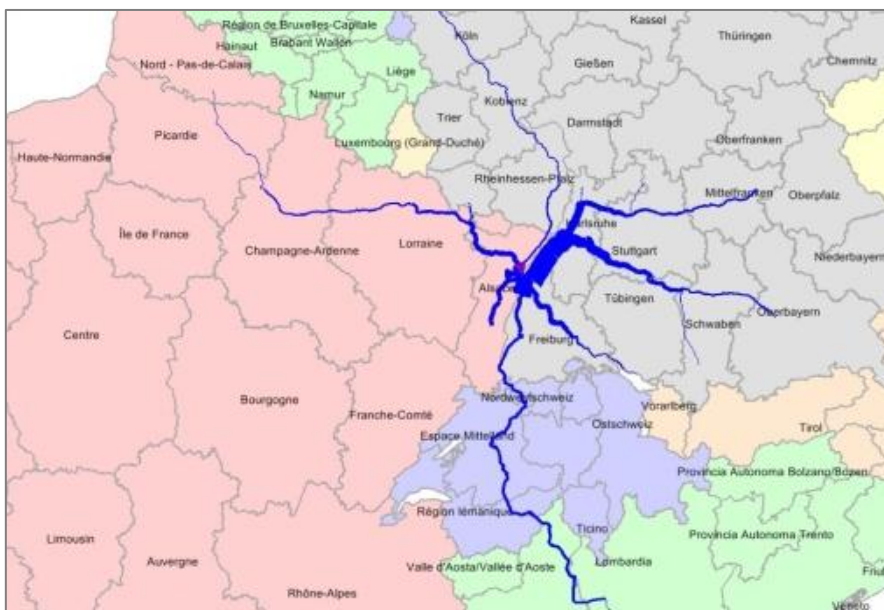 Région de Bruxelles-Capitale
Köln
Kassel
Thüringen
Hainaut
Brabant Wallon
Chemnitz
Nord - Pas-de-Calais
Liège
Gießen
Namur
Koblenz
Trier
Darmstadt
Picardie
Luxembourg (Grand-Duché)
Oberfranken
Haute-Normandie
Rheinhessen-Pfalz
Mittelfranken
Oberpfalz
Île de France
Karlsruhe
Champagne-Ardenne
Lorraine
Stuttgart
Niederbayern
Alsace
Tübingen
Centre
Schwaben
Oberbayern
Freiburg
Bourgogne
Franche-Comté
Nordwestschweiz
Vorarlberg
Espace Mittelland
Ostschweiz
Tirol
Provincia Autonoma Bolzano/Bozen
Région lémanique
Ticino
Provincia Autonoma Trento
Limousin
Auvergne
Valle d'Aosta/Vallée d'Aoste
Lombardia
Friu
Rhône-Alpes
Veneto